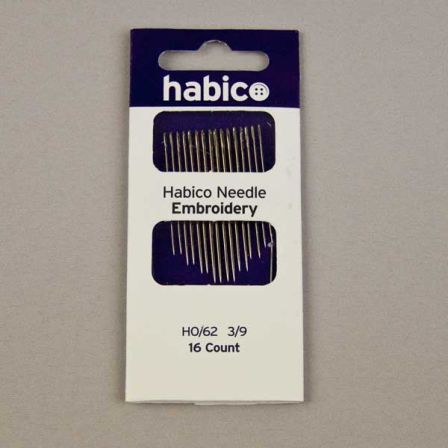 habico
Habico Needle
Embroidery
HO/62 3/9
16 Count